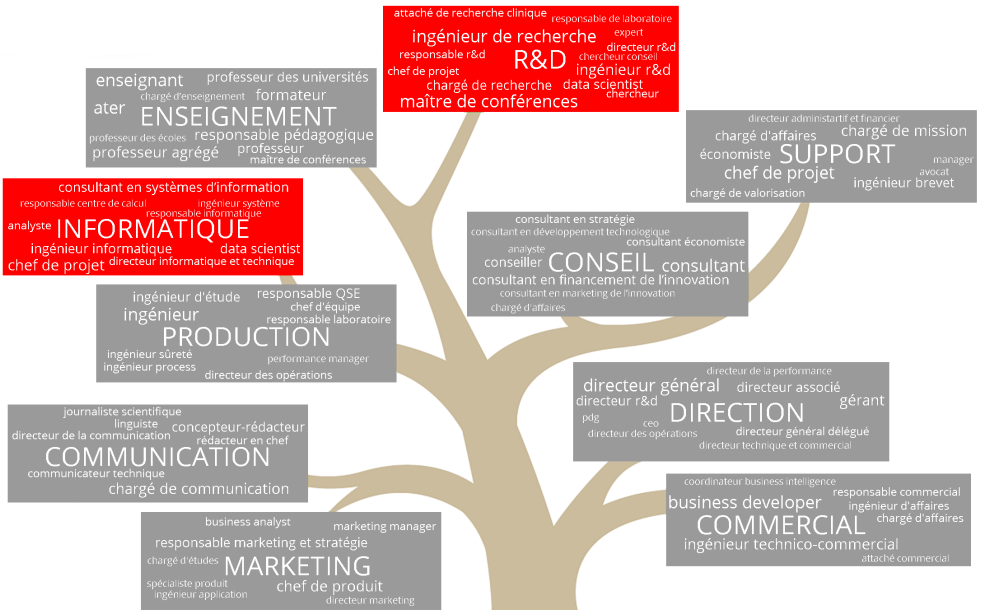 attaché de recherche clinique
responsable de laboratoire
ingénieur de recherche
expert
responsable r&d
R&D
directeur r&d
chercheur conseil
chef de projet
ingénieur r&d
chargé de recherche
data scientist
chercheur
maître de conférences
enseignant
professeur des universités
chargé d'enseignement
formateur
ater
ENSEIGNEMENT
professeur des écoles
responsable pédagogique
professeur agrégé
professeur
maître de conférences
directeur administartif et financier
chargé d'affaires
chargé de mission
économiste
SUPPORT
manager
chef de projet
avocat
ingénieur brevet
chargé de valorisation
consultant en systèmes d'information
responsable centre de calcul
ingénieur système
responsable informatique
analyste
INFORMATIQUE
ingénieur informatique
data scientist
chef de projet
directeur informatique et technique
consultant en stratégie
consultant en développement technologique
consultant économiste
analyste
conseiller
CONSEIL
consultant
consultant en financement de l'innovation
consultant en marketing de l'innovation
chargé d'affaires
ingénieur d'étude
responsable QSE
chef d'équipe
ingénieur
responsable laboratoire
PRODUCTION
ingénieur sûreté
performance manager
ingénieur process
directeur des opérations
directeur de la performance
directeur général
directeur associé
directeur r&d
gérant
DIRECTION
pdg
ceo
directeur des opérations
directeur général délégué
directeur technique et commercial
journaliste scientifique
linguiste
concepteur-rédacteur
directeur de la communication
rédacteur en chef
COMMUNICATION
communicateur technique
chargé de communication
coordinateur business intelligence
responsable commercial
business developer
ingénieur d'affaires
chargé d'affaires
COMMERCIAL
ingénieur technico-commercial
attaché commercial
business analyst
marketing manager
responsable marketing et stratégie
chargé d'études
MARKETING
spécialiste produit
chef de produit
ingénieur application
directeur marketing